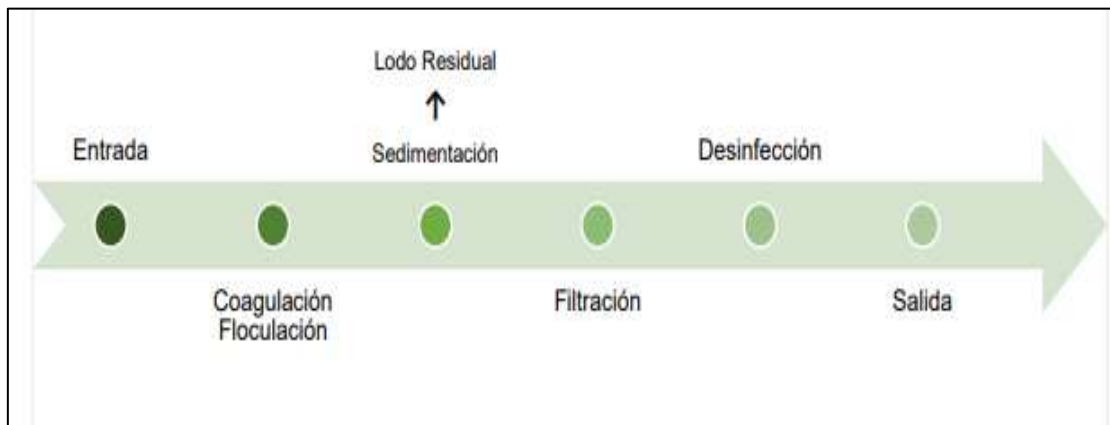 Lodo Residual
↑
Entrada
Sedimentación
Desinfección
Coagulación
Floculación
Filtración
Salida